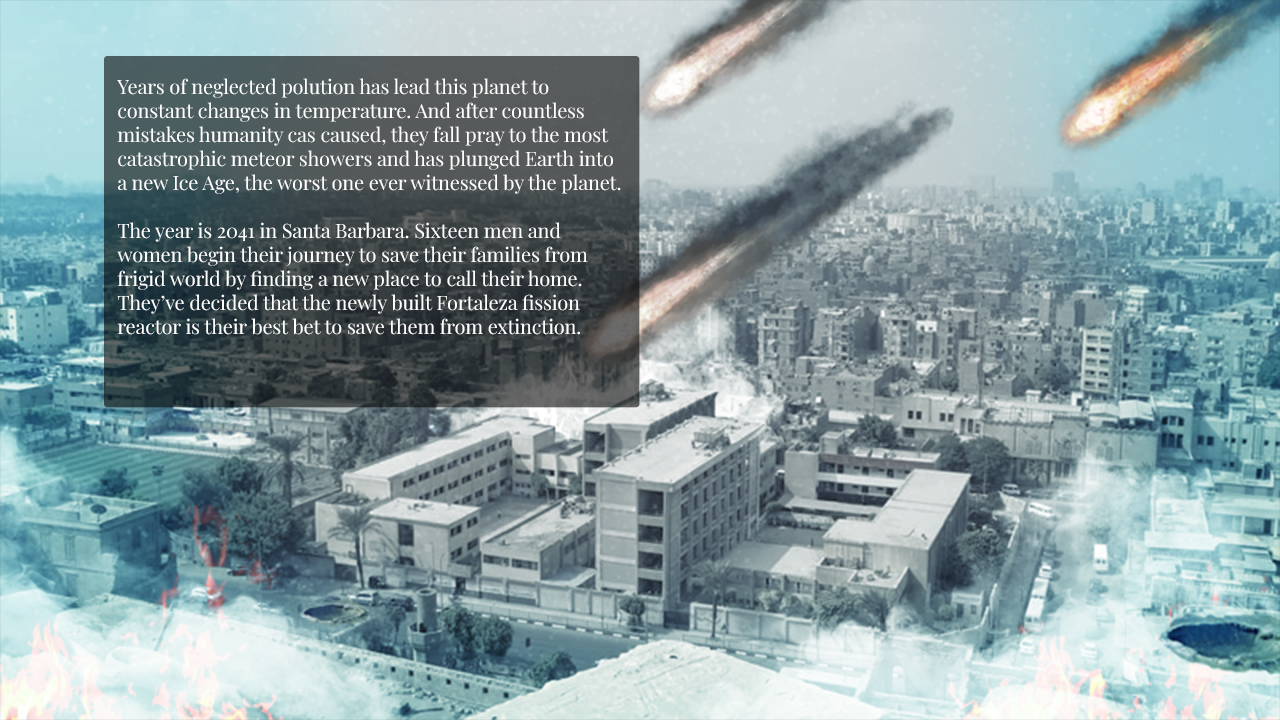 Years of neglected polution has lead this planet to
constant changes in temperature. And after countless
mistakes humanity cas caused, they fall pray to the most
catastrophic meteor showers and has plunged Earth into
a new Ice Age, the worst one ever witnessed by the planet.
The year is 2041 in Santa Barbara. Sixteen men and
women begin their journey to save their families from
frigid world by finding a new place to call their home.
They've decided that the newly built Fortaleza fission
reactor is their best bet to save them from extinction.